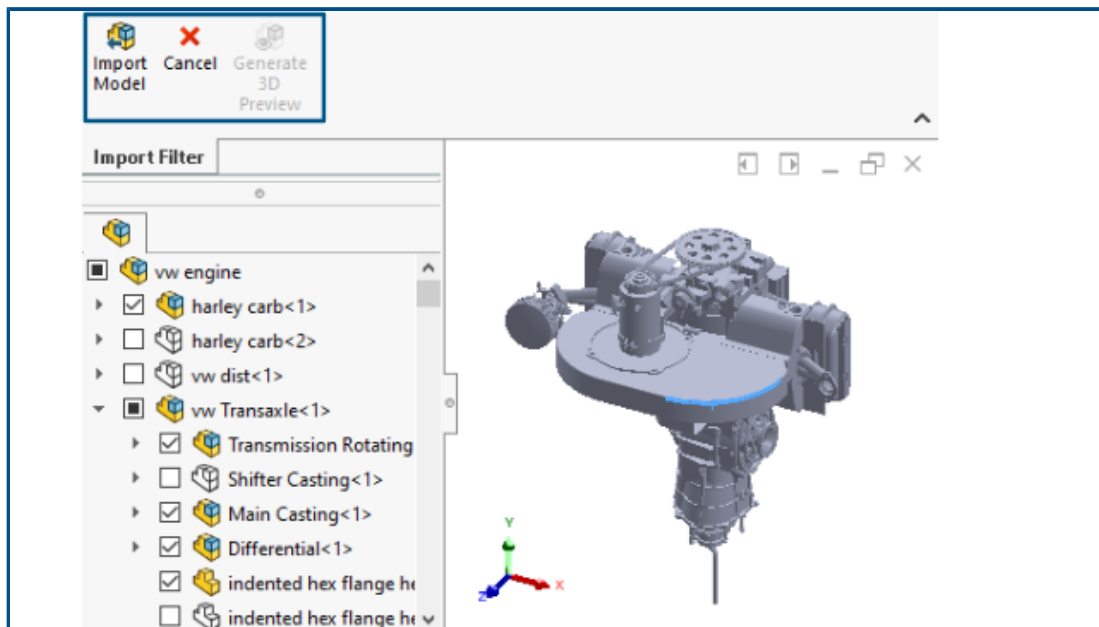 Import Model
Cancel
Generate 3D Preview
Import Filter
vw engine
harley carb<1>
harley carb<2>
vw dist<1>
vw Transaxle<1>
Transmission Rotating
Shifter Casting<1>
Main Casting<1>
Differential<1>
indented hex flange he
indented hex flange he
Y
X
Z